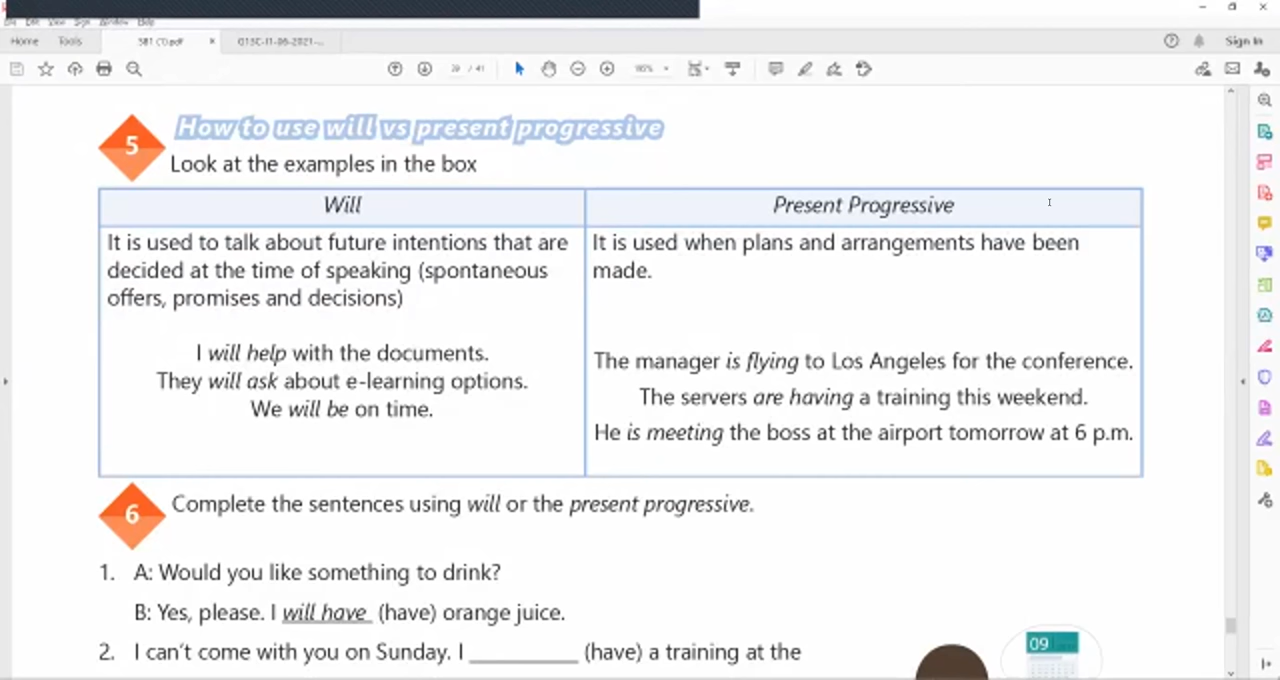 Home Tools
Sign In
5
How to use will vs present progressive
Look at the examples in the box
Will
It is used to talk about future intentions that are
decided at the time of speaking (spontaneous
offers, promises and decisions)
I will help with the documents.
They will ask about e-learning options.
We will be on time.
Present Progressive
It is used when plans and arrangements have been
made.
The manager is flying to Los Angeles for the conference.
The servers are having a training this weekend.
He is meeting the boss at the airport tomorrow at 6 p.m.
6
Complete the sentences using will or the present progressive.
1. A: Would you like something to drink?
B: Yes, please. I will have (have) orange juice.
2. I can't come with you on Sunday. I __________ (have) a training at the
09